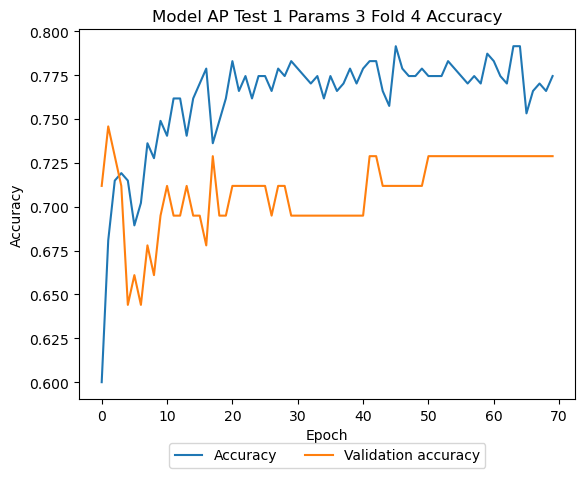 Model AP Test 1 Params 3 Fold 4 Accuracy
0.800
0.775
0.750
0.725
0.700
0.675
0.650
0.625
0.600
Accuracy
0 10 20 30 40 50 60 70
Epoch
Accuracy Validation accuracy